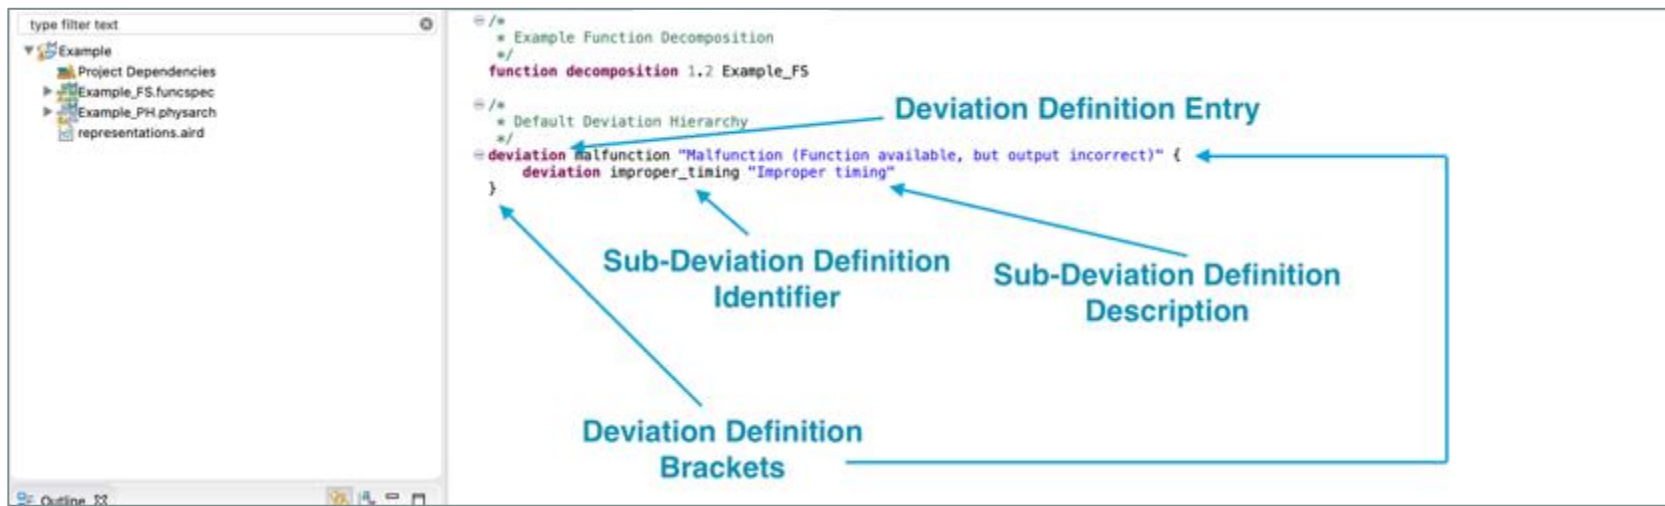 type filter text
Example
Project Dependencies
Example_FS.funcspec
Example_PH.physarch
representations.aird
Outline
/*
* Example Function Decomposition
*/
function decomposition 1.2 Example_FS
/*
* Default Deviation Hierarchy
*/
deviation malfunction "Malfunction (Function available, but output incorrect)" {
deviation improper_timing "Improper timing"
}
Deviation Definition Entry
Sub-Deviation Definition
Identifier
Sub-Deviation Definition
Description
Deviation Definition
Brackets